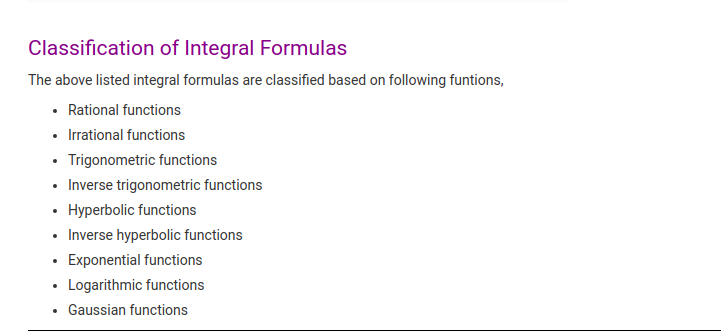 Classification of Integral Formulas
The above listed integral formulas are classified based on following funtions,
• Rational functions
• Irrational functions
• Trigonometric functions
• Inverse trigonometric functions
• Hyperbolic functions
• Inverse hyperbolic functions
• Exponential functions
• Logarithmic functions
• Gaussian functions